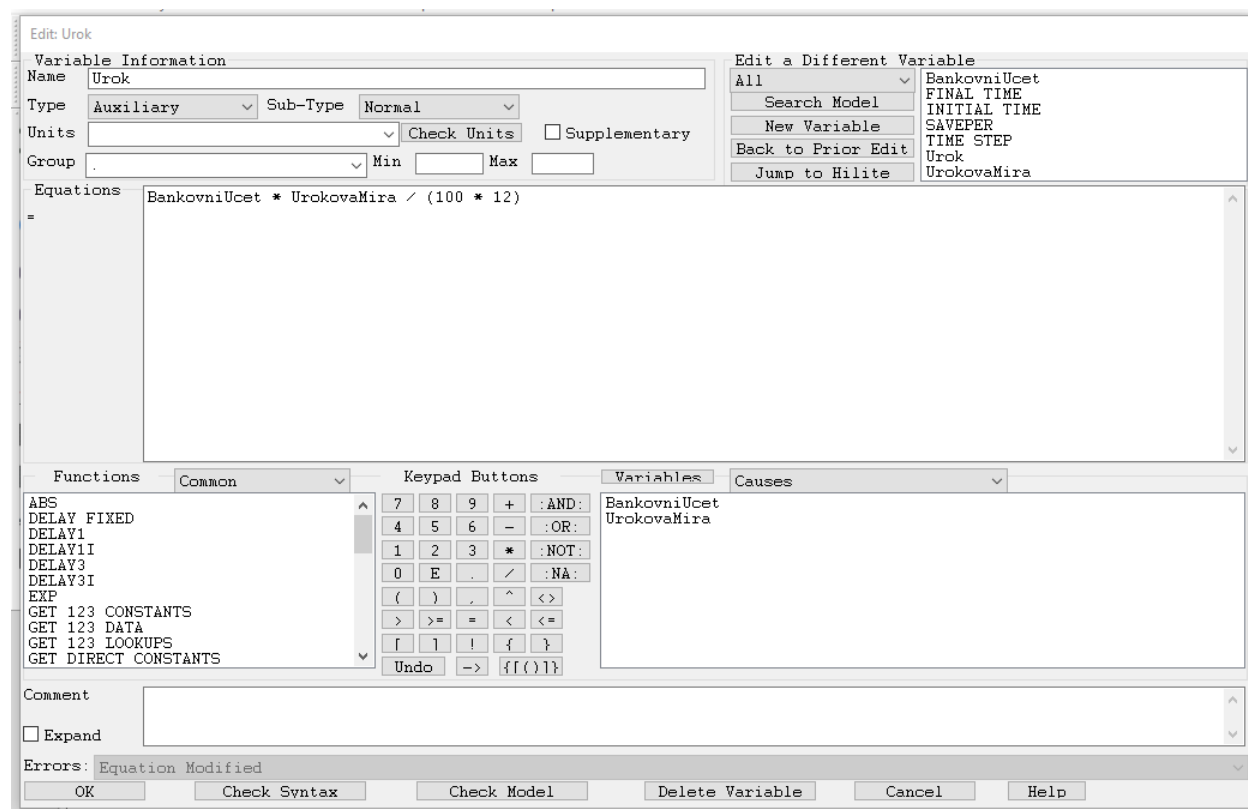 Edit: Urok
Variable Information
Name Urok
Type Auxiliary Sub-Type Normal
Units Check Units Supplementary
Group . Min Max
Edit a Different Variable
All
Search Model
New Variable
Back to Prior Edit
Jump to Hilite
BankovniUcet
FINAL TIME
INITIAL TIME
SAVEPER
TIME STEP
Urok
UrokovaMira
Equations
=
BankovniUcet * UrokovaMira / (100 * 12)
Functions Common
ABS
DELAY FIXED
DELAY1
DELAY1I
DELAY3
DELAY3I
EXP
GET 123 CONSTANTS
GET 123 DATA
GET 123 LOOKUPS
GET DIRECT CONSTANTS
Keypad Buttons
7 8 9 + :AND:
4 5 6 - :OR:
1 2 3 * :NOT:
0 E . / :NA:
( ) , ^ <>
> >= = < <=
[ ] ! { }
Undo -> {[()]}
Variables Causes
BankovniUcet
UrokovaMira
Comment
Expand
Errors: Equation Modified
OK Check Syntax Check Model Delete Variable Cancel Help